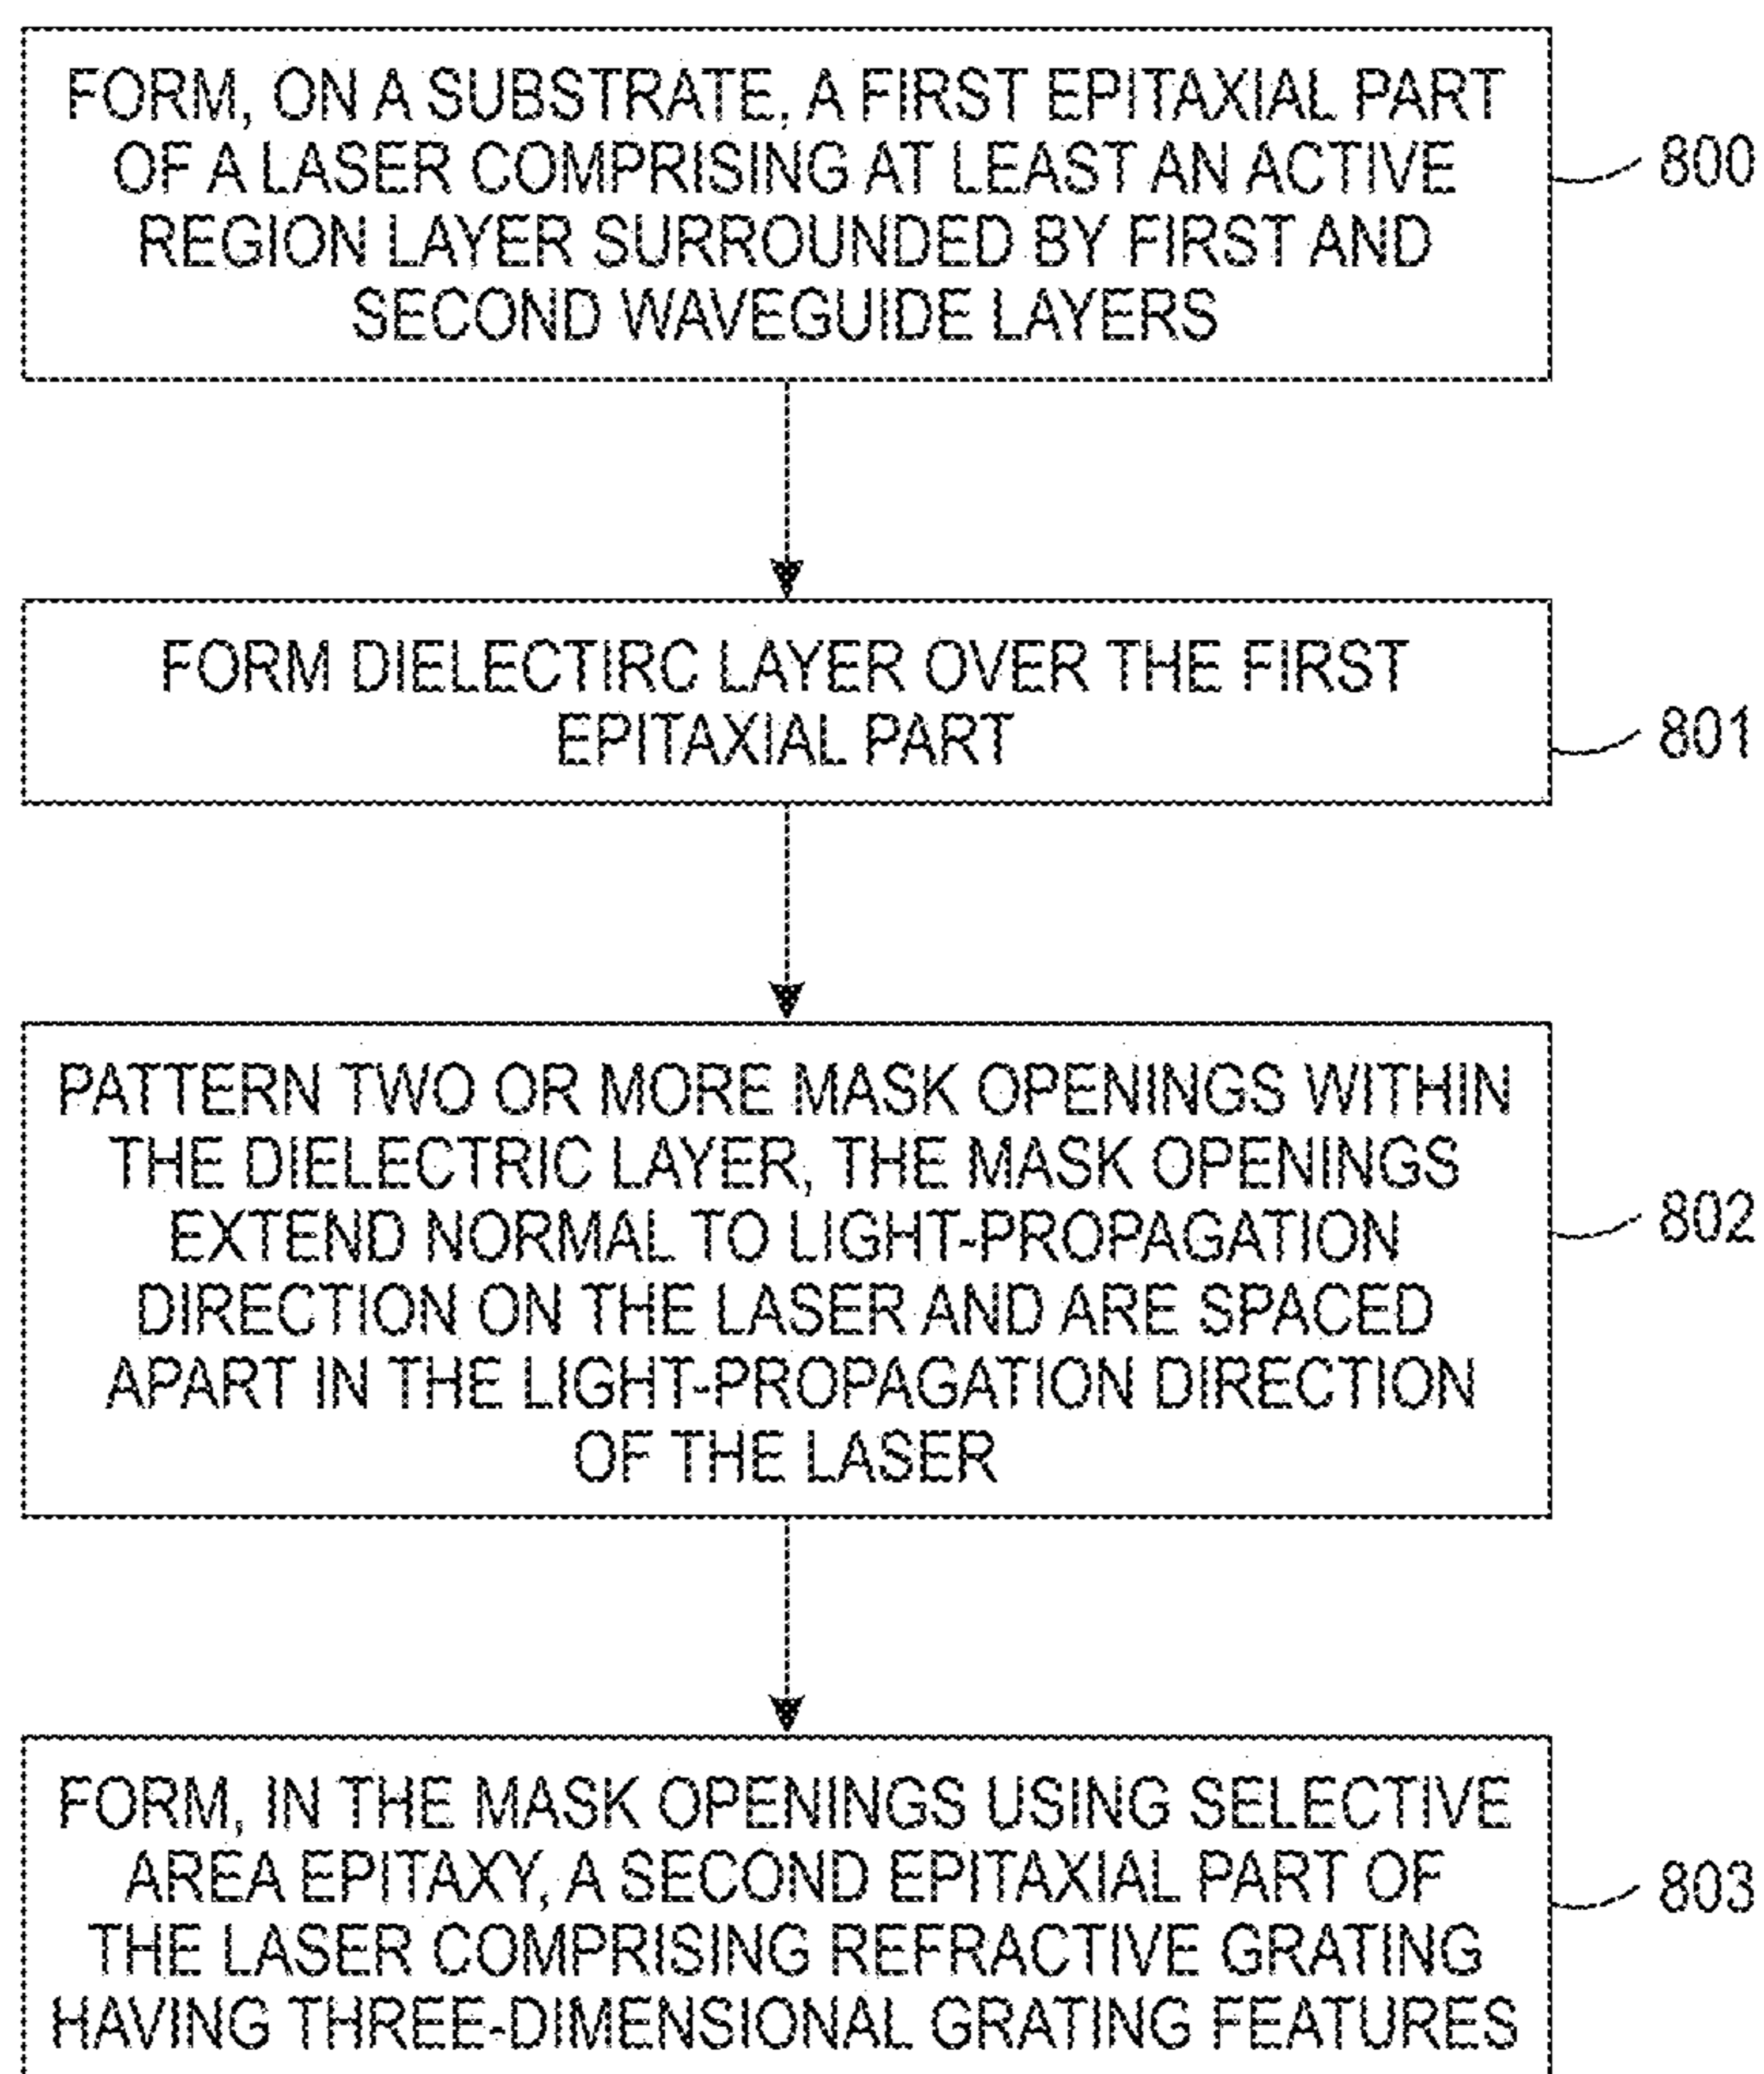 FORM, ON A SUBSTRATE, A FIRST EPITAXIAL PART
OF A LASER COMPRISING AT LEAST AN ACTIVE
REGION LAYER SURROUNDED BY FIRST AND
SECOND WAVEGUIDE LAYERS
800
FORM DIELECTIRC LAYER OVER THE FIRST
EPITAXIAL PART
801
PATTERN TWO OR MORE MASK OPENINGS WITHIN
THE DIELECTRIC LAYER, THE MASK OPENINGS
EXTEND NORMAL TO LIGHT-PROPAGATION
DIRECTION ON THE LASER AND ARE SPACED
APART IN THE LIGHT-PROPAGATION DIRECTION
OF THE LASER
802
FORM, IN THE MASK OPENINGS USING SELECTIVE
AREA EPITAXY, A SECOND EPITAXIAL PART OF
THE LASER COMPRISING REFRACTIVE GRATING
HAVING THREE-DIMENSIONAL GRATING FEATURES
803